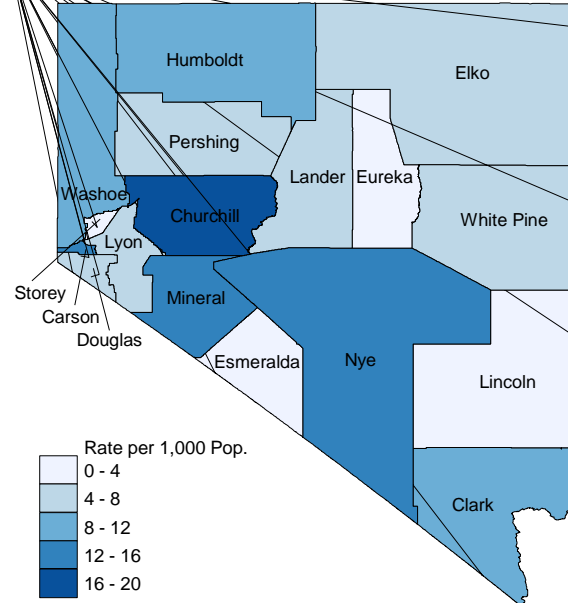 Humboldt
Elko
Pershing
Lander
Eureka
Washoe
Churchill
White Pine
Lyon
Storey
Carson
Douglas
Mineral
Esmeralda
Nye
Lincoln
Clark
Rate per 1,000 Pop.
0 - 4
4 - 8
8 - 12
12 - 16
16 - 20